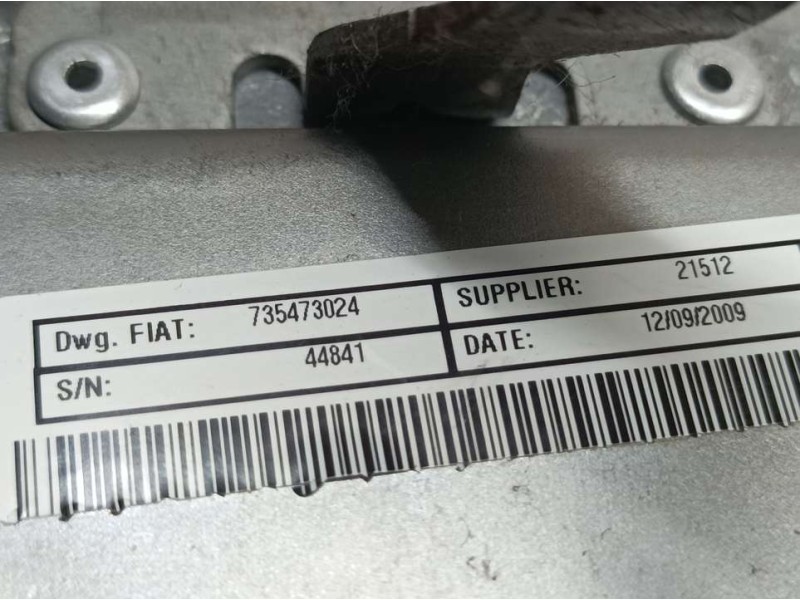 Dwg. FIAT: 735473024 SUPPLIER: 21512
S/N: 44841 DATE: 12/09/2009